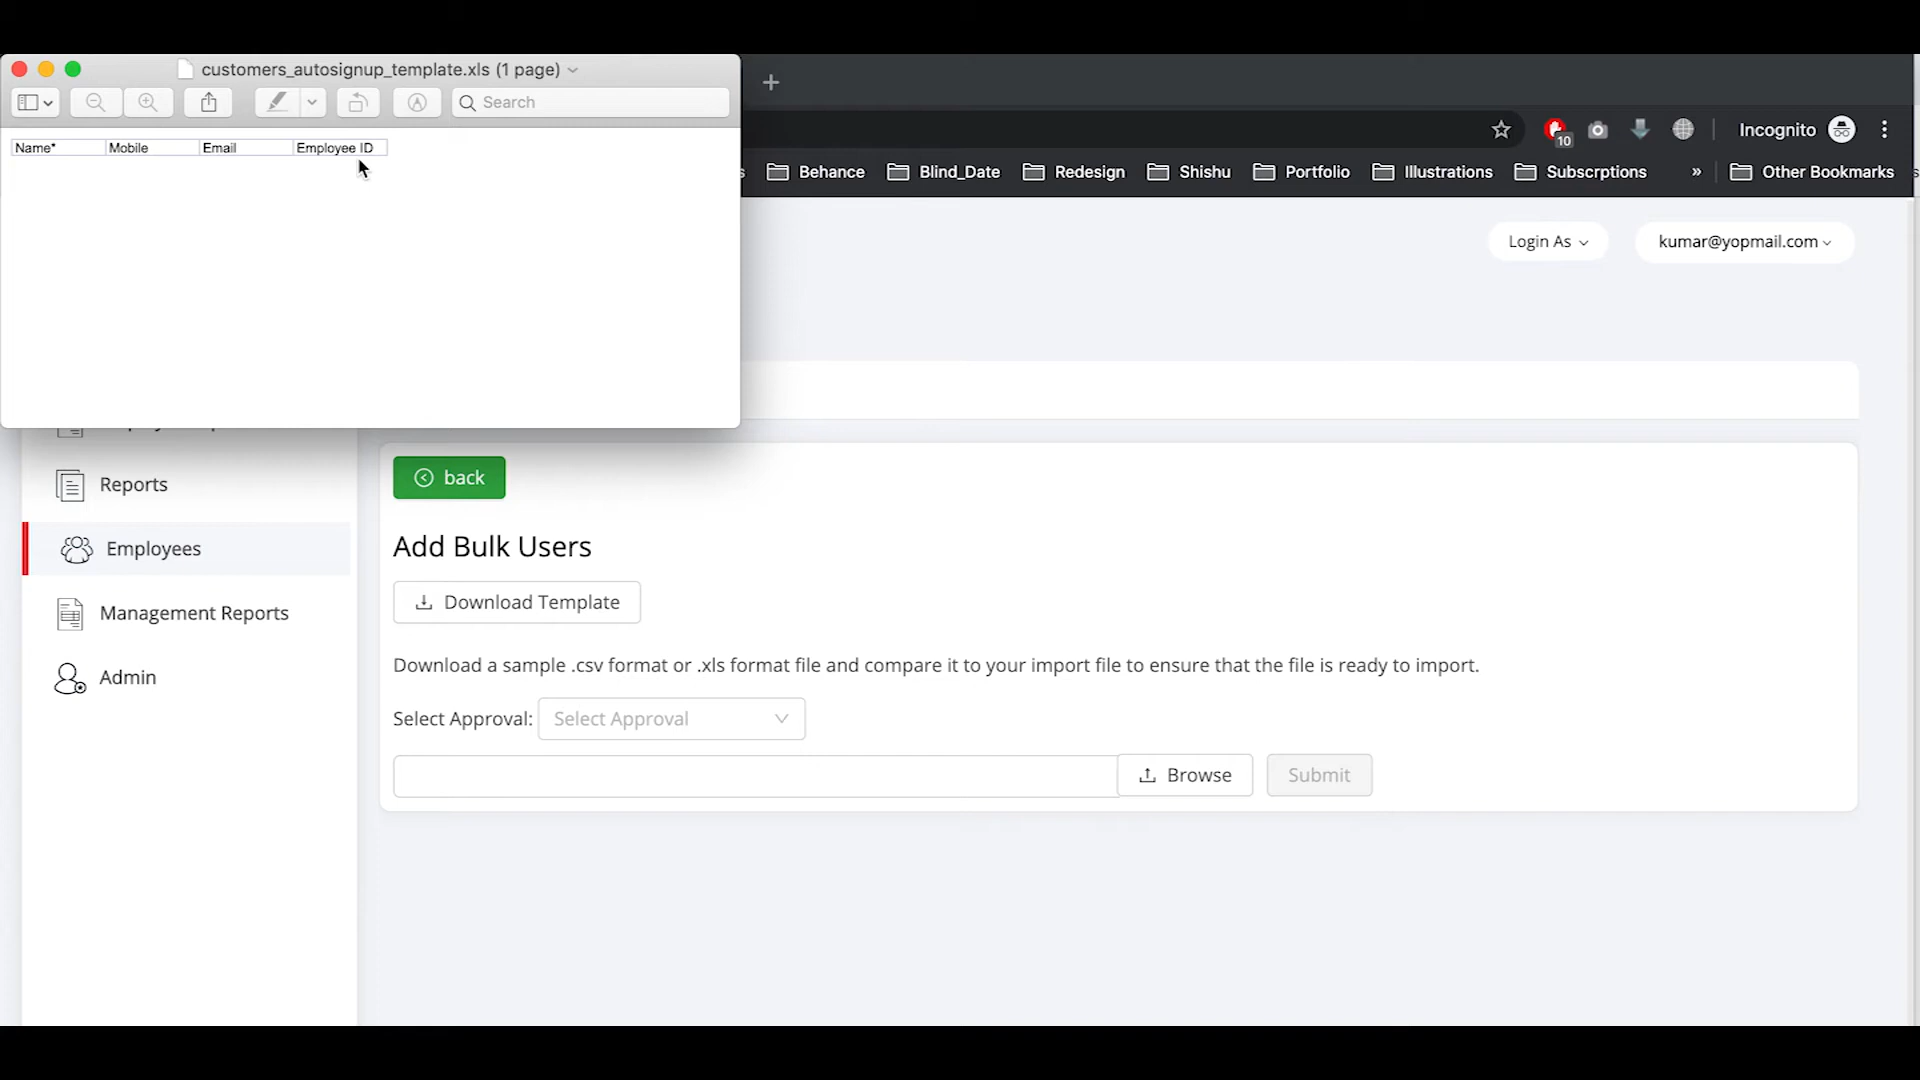 customers_autosignup_template.xls (1 page)
Search
Name* Mobile Email Employee ID
10
Incognito
Behance Blind_Date Redesign Shishu Portfolio Illustrations Subscrptions » Other Bookmarks
Login As kumar@yopmail.com
Reports
Employees
Management Reports
Admin
back
Add Bulk Users
Download Template
Download a sample .csv format or .xls format file and compare it to your import file to ensure that the file is ready to import.
Select Approval: Select Approval
Browse Submit